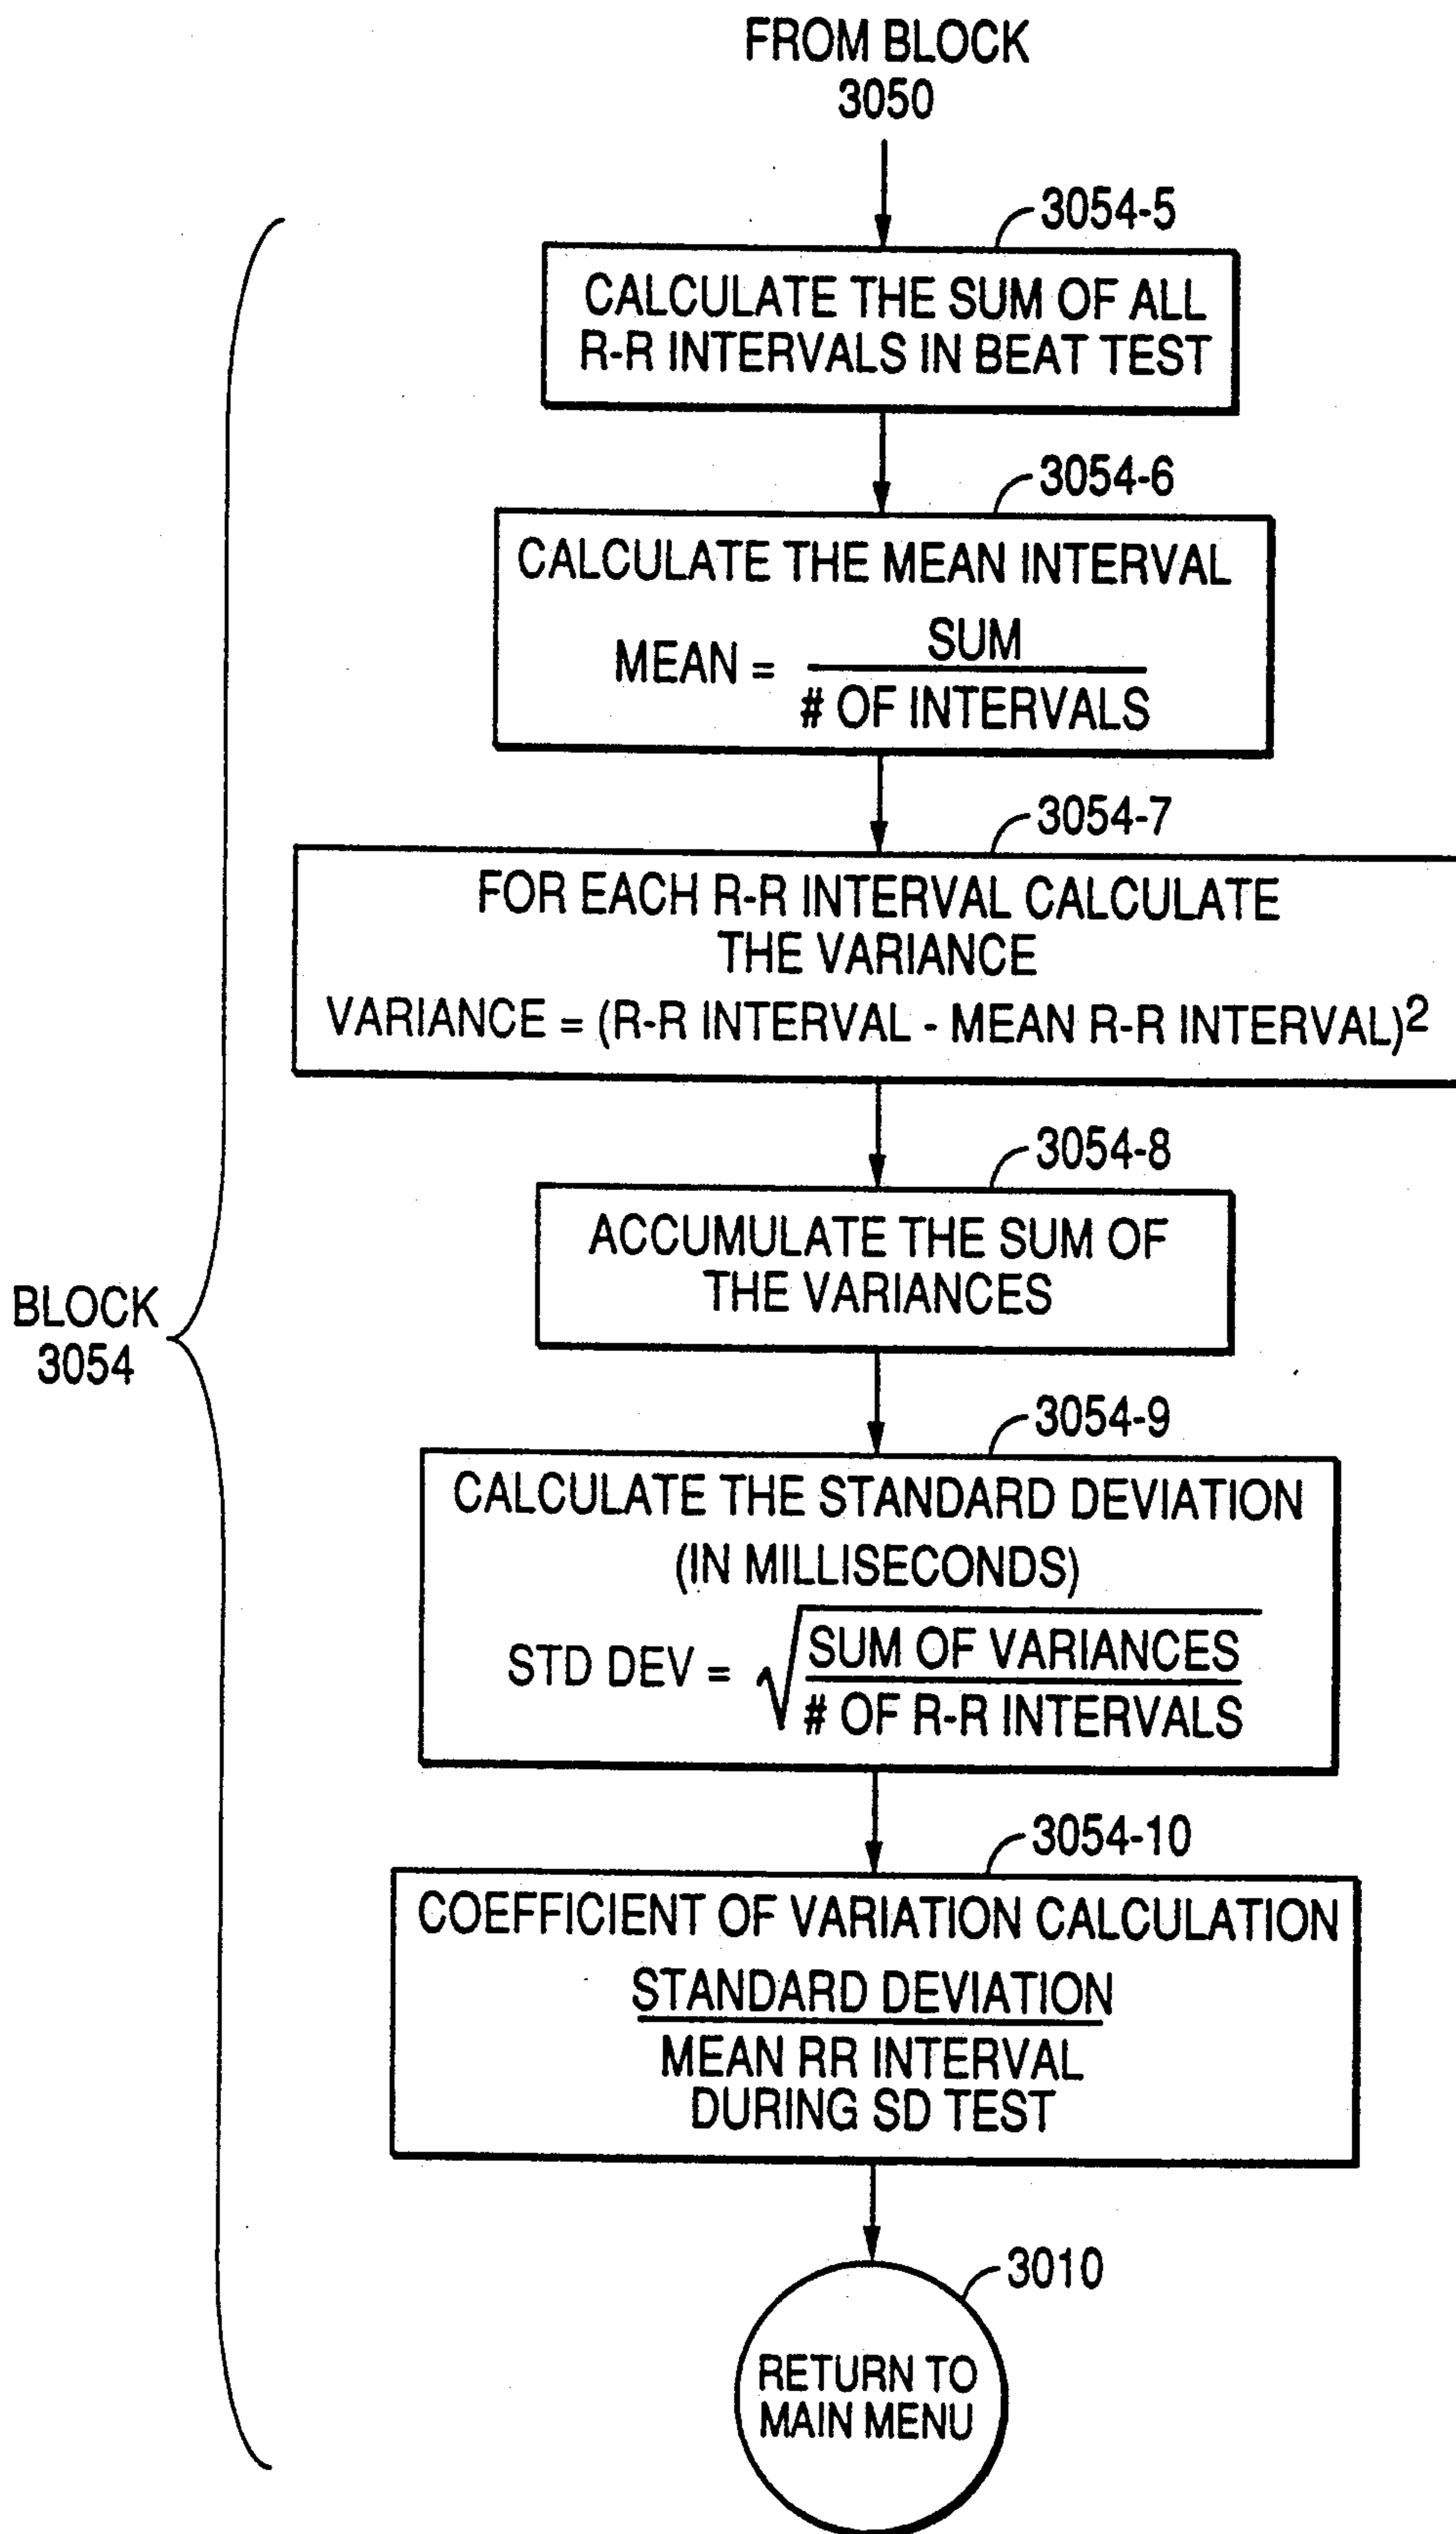 FROM BLOCK
3050
3054-5
CALCULATE THE SUM OF ALL
R-R INTERVALS IN BEAT TEST
3054-6
CALCULATE THE MEAN INTERVAL
MEAN = SUM
# OF INTERVALS
3054-7
FOR EACH R-R INTERVAL CALCULATE
THE VARIANCE
VARIANCE = (R-R INTERVAL - MEAN R-R INTERVAL)2
3054-8
ACCUMULATE THE SUM OF
THE VARIANCES
BLOCK
3054
3054-9
CALCULATE THE STANDARD DEVIATION
(IN MILLISECONDS)
STD DEV = √ SUM OF VARIANCES
# OF R-R INTERVALS
3054-10
COEFFICIENT OF VARIATION CALCULATION
STANDARD DEVIATION
MEAN RR INTERVAL
DURING SD TEST
3010
RETURN TO
MAIN MENU